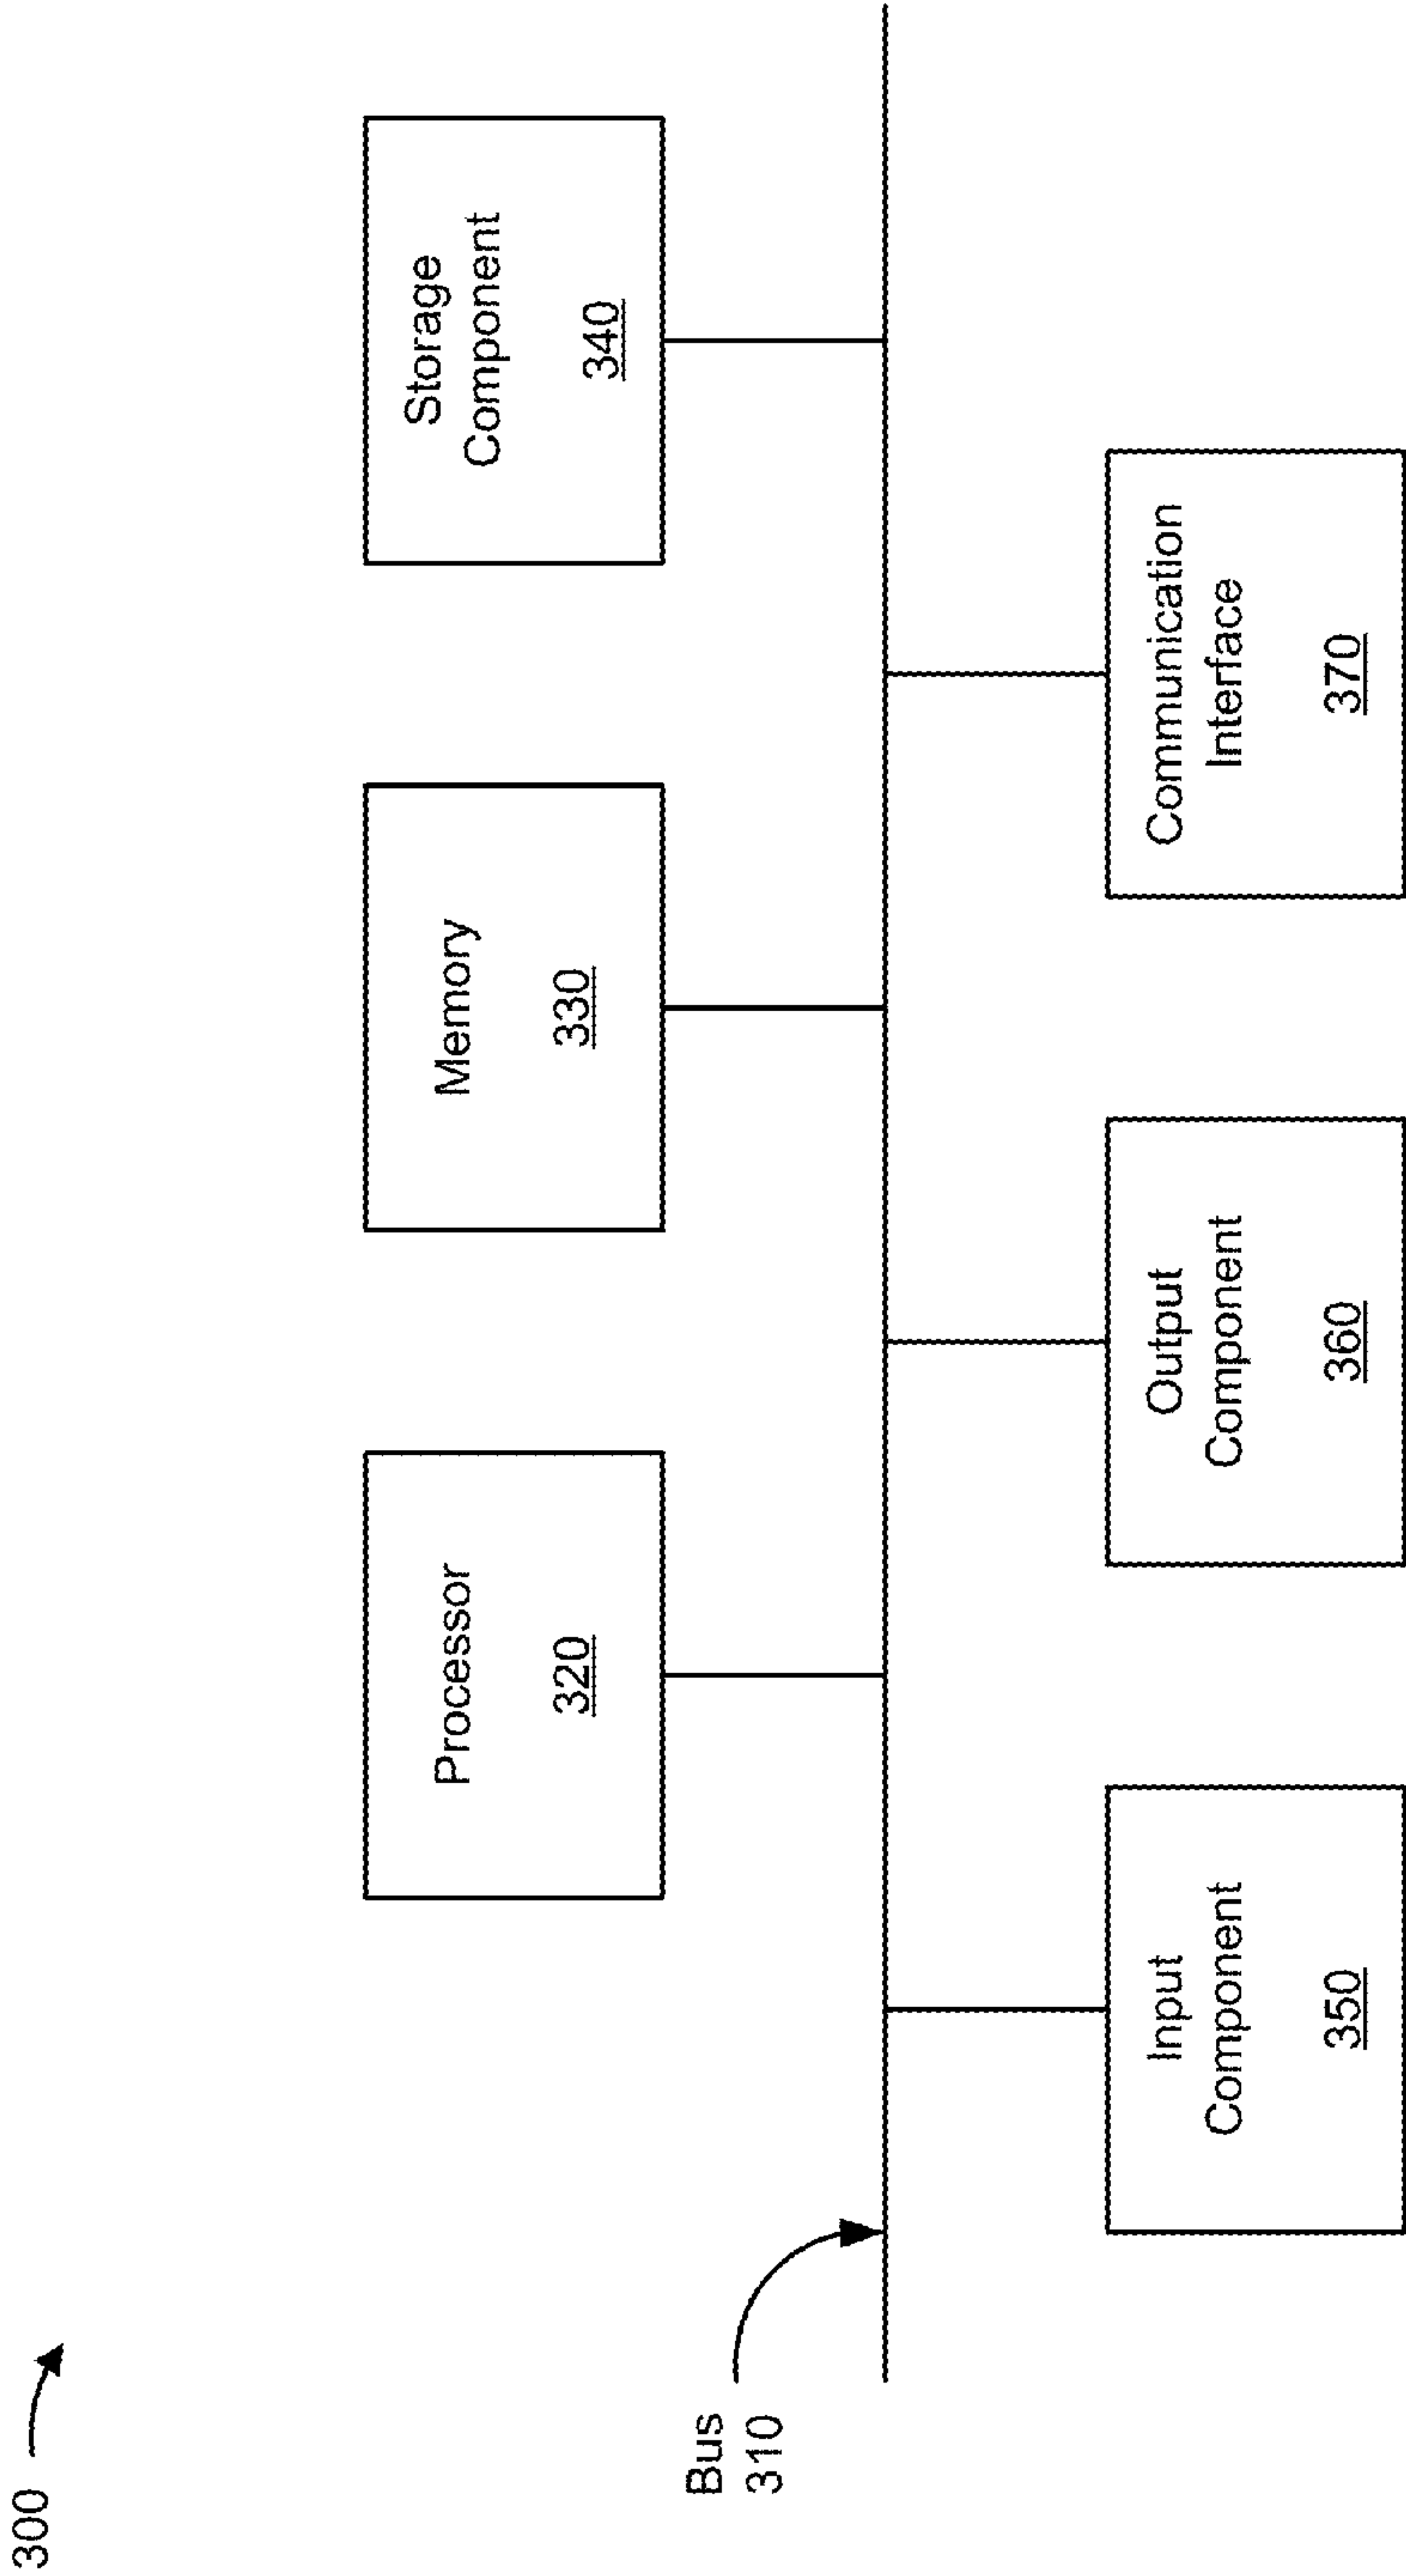 300
Processor
320
Memory
330
Storage
Component
340
Bus
310
Input
Component
350
Output
Component
360
Communication
Interface
370